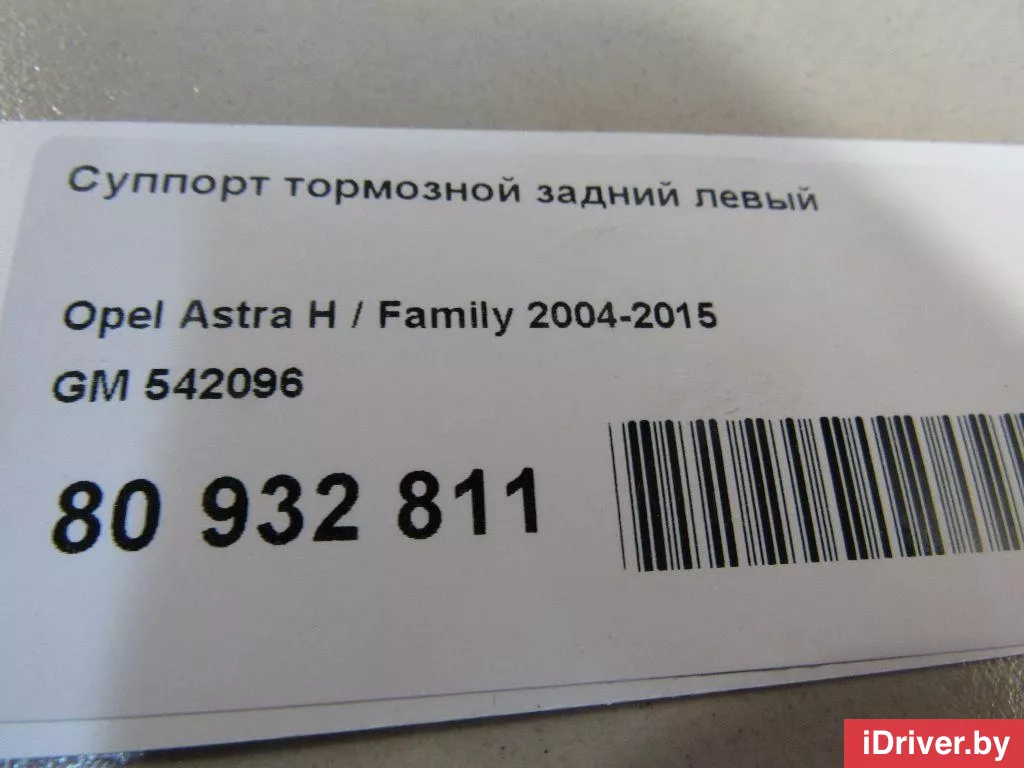 Суппорт тормозной задний левый
Opel Astra H / Family 2004-2015
GM 542096
80 932 811
iDriver.by